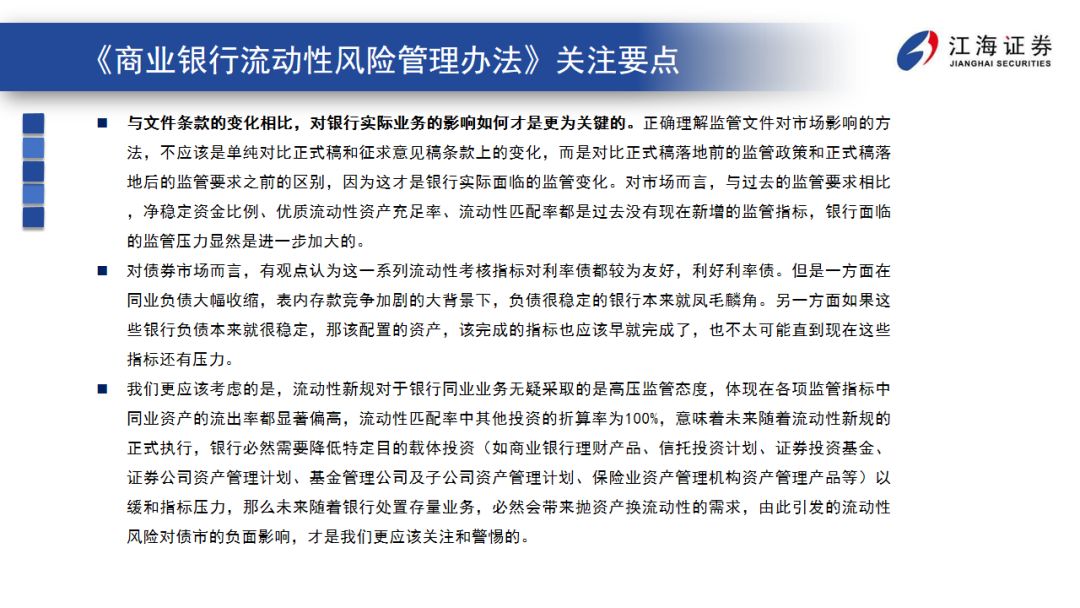 《商业银行流动性风险管理办法》关注要点
江海证券
JIANGHAI SECURITIES
与文件条款的变化相比，对银行实际业务的影响如何才是更为关键的。正确理解监管文件对市场影响的方
法，不应该是单纯对比正式稿和征求意见稿条款上的变化，而是对比正式稿落地前的监管政策和正式稿落
地后的监管要求之前的区别，因为这才是银行实际面临的监管变化。对市场而言，与过去的监管要求相比
，净稳定资金比例、优质流动性资产充足率、流动性匹配率都是过去没有现在新增的监管指标，银行面临
的监管压力显然是进一步加大的。
对债券市场而言，有观点认为这一系列流动性考核指标对利率债都较为友好，利好利率债。但是一方面在
同业负债大幅收缩，表内存款竞争加剧的大背景下，负债很稳定的银行本来就凤毛麟角。另一方面如果这
些银行负债本来就很稳定，那该配置的资产，该完成的指标也应该早就完成了，也不太可能直到现在这些
指标还有压力。
我们更应该考虑的是，流动性新规对于银行同业业务无疑采取的是高压监管态度，体现在各项监管指标中
同业资产的流出率都显著偏高，流动性匹配率中其他投资的折算率为100%，意味着未来随着流动性新规的
正式执行，银行必然需要降低特定目的载体投资（如商业银行理财产品、信托投资计划、证券投资基金、
证券公司资产管理计划、基金管理公司及子公司资产管理计划、保险业资产管理机构资产管理产品等）以
缓和指标压力，那么未来随着银行处置存量业务，必然会带来抛资产换流动性的需求，由此引发的流动性
风险对债市的负面影响，才是我们更应该关注和警惕的。